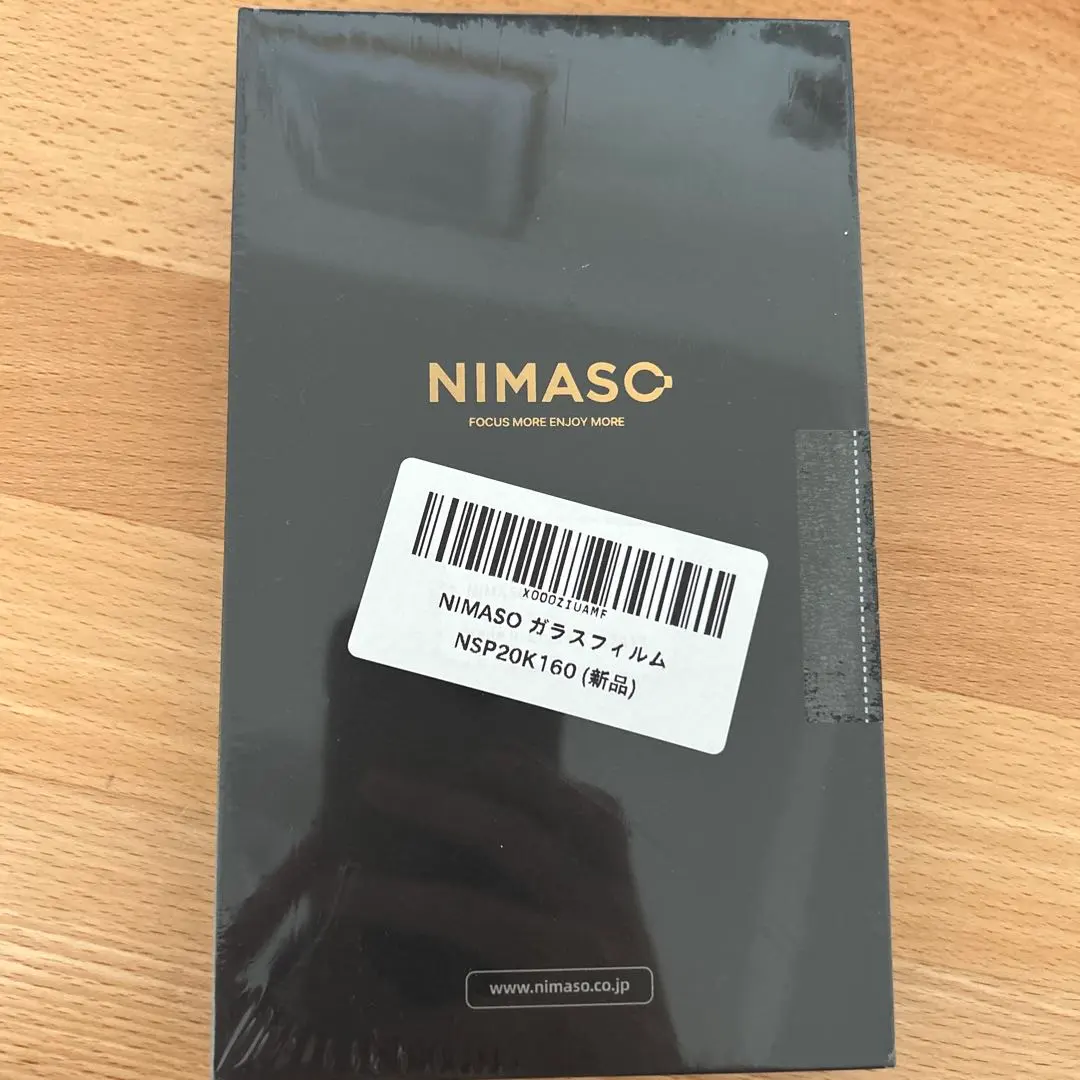 NIMASO
FOCUS MORE ENJOY MORE
X000ZIUAMF
NIMASO ガラスフィルム
NSP20K160 (新品)
www.nimaso.co.jp